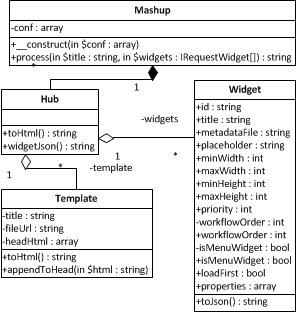 Mashup
-conf : array
+__construct(in $conf : array)
+process(in $title : string, in $widgets : IRequestWidget[]) : string
*
1
Hub
+toHtml() : string
+widgetJson() : string
-widgets
1
*
1
*
-template
Template
-title : string
-fileUrl : string
-headHtml : array
+toHtml() : string
+appendToHead(in $html : string)
Widget
+id : string
+title : string
+metadataFile : string
+placeholder : string
+minWidth : int
+maxWidth : int
+minHeight : int
+maxHeight : int
+priority : int
-workflowOrder : int
+workflowOrder : int
-isMenuWidget : bool
+isMenuWidget : bool
+loadFirst : bool
+properties : array
+toJson() : string